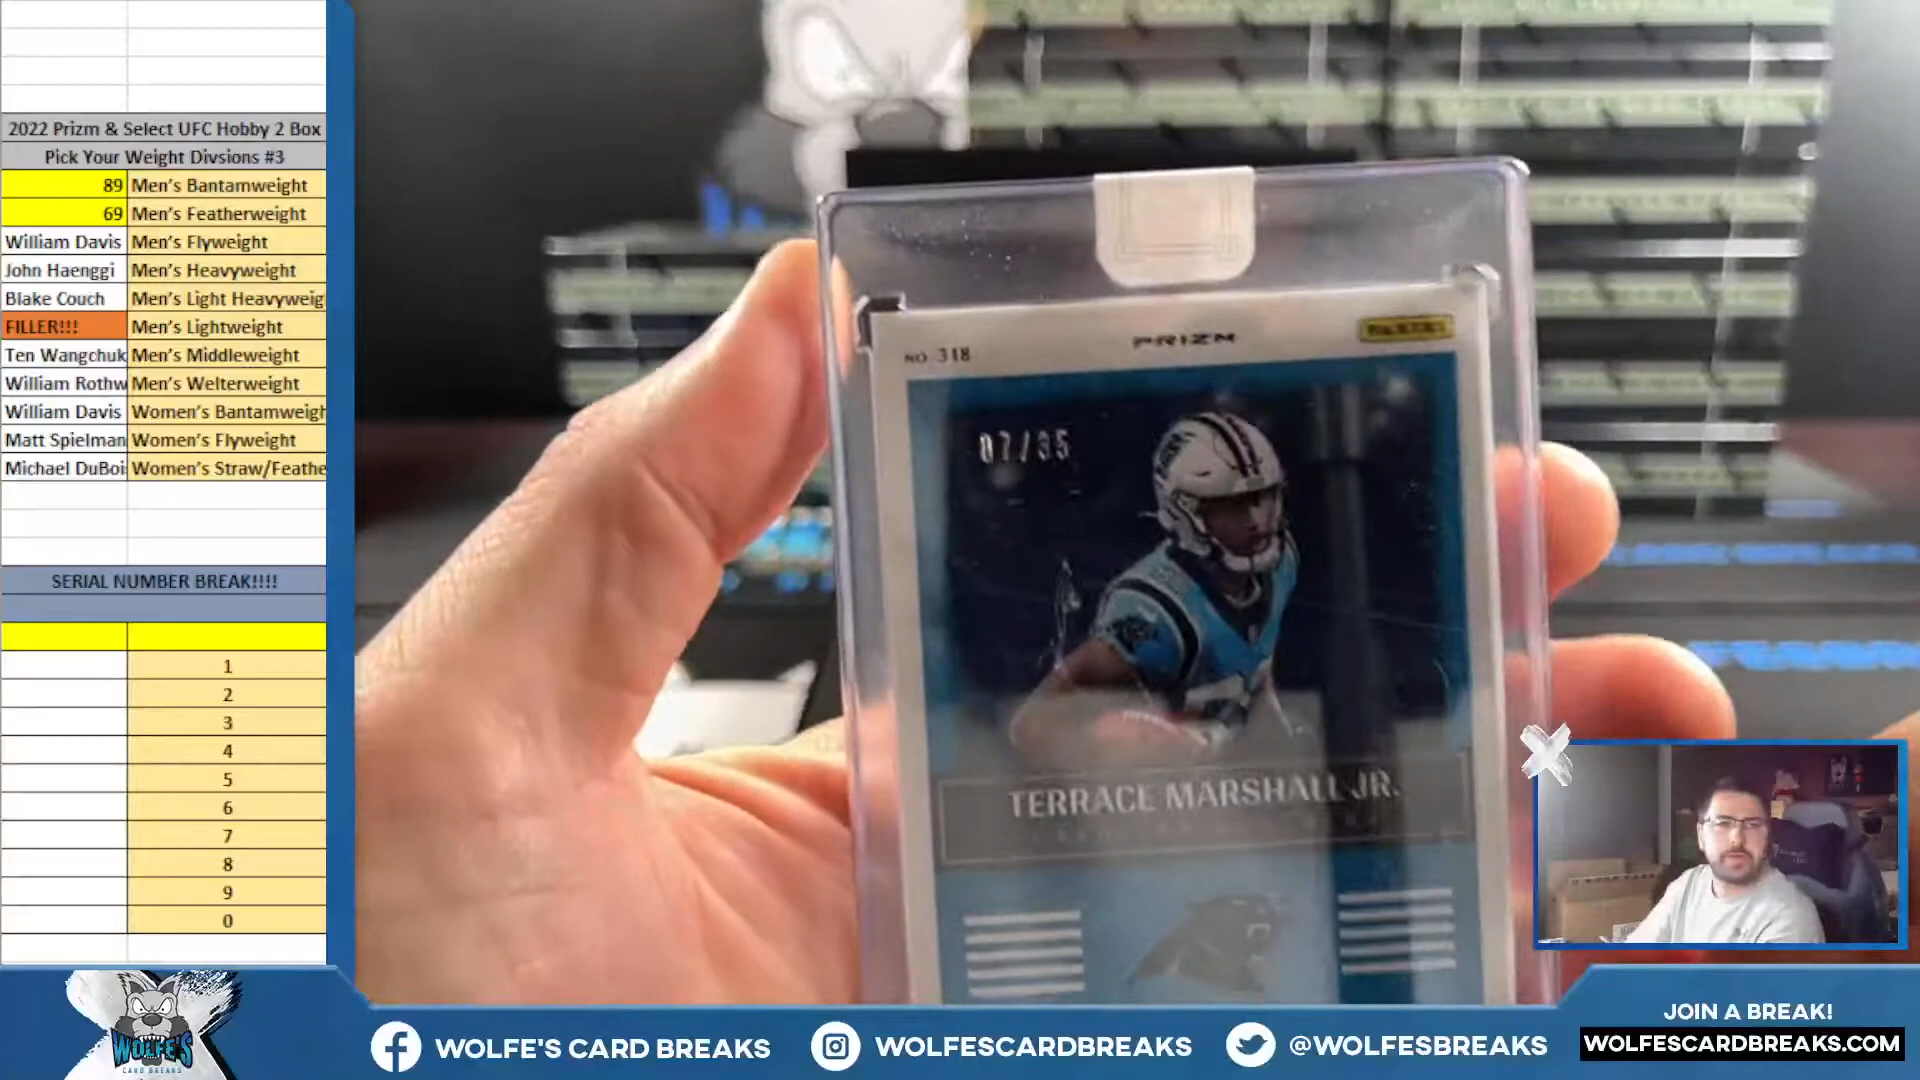 2022 Prizm & Select UFC Hobby 2 Box
Pick Your Weight Divsions #3
89 Men's Bantamweight
69 Men's Featherweight
William Davis Men's Flyweight
John Haenggi Men's Heavyweight
Blake Couch Men's Light Heavyweig
FILLER!!! Men's Lightweight
Ten Wangchuk Men's Middleweight
William Rothw Men's Welterweight
William Davis Women's Bantamweigh
Matt Spielman Women's Flyweight
Michael DuBoi Women's Straw/Feathe
SERIAL NUMBER BREAK!!!!
1
2
3
4
5
6
7
8
9
0
NO. 318
PRIZM
PANINI
07/35
TERRACE MARSHALL JR.
WOLFE'S
CARD BREAKS
WOLFE'S CARD BREAKS
WOLFESCARDBREAKS
@WOLFESBREAKS
JOIN A BREAK!
WOLFESCARDBREAKS.COM